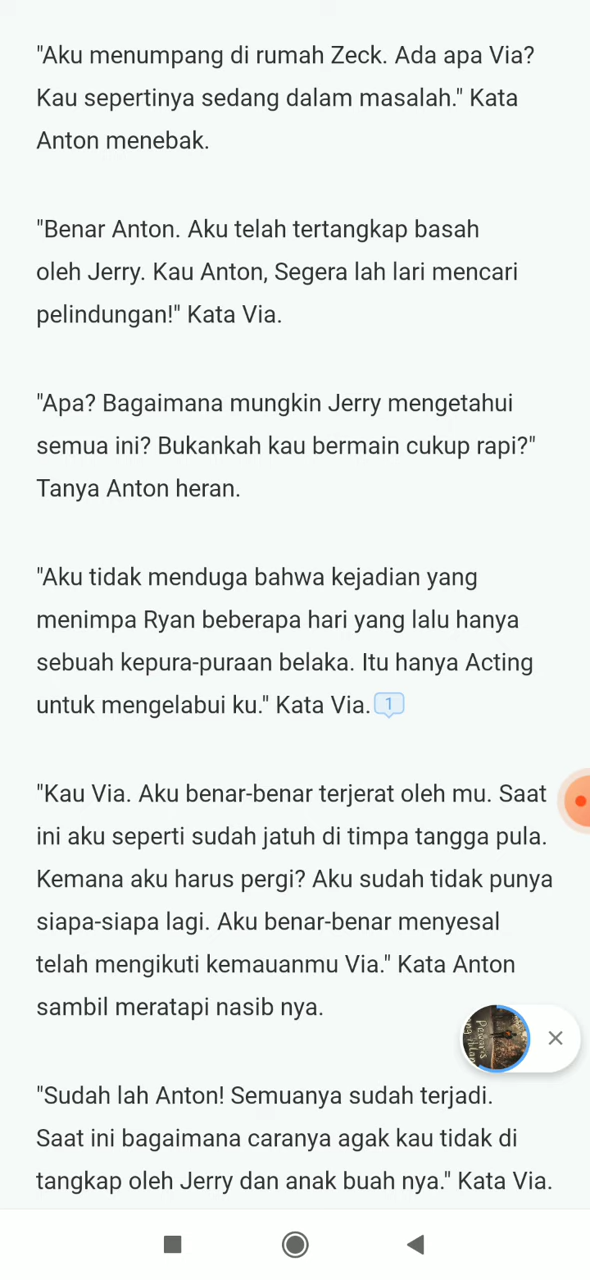 "Aku menumpang di rumah Zeck. Ada apa Via?
Kau sepertinya sedang dalam masalah." Kata
Anton menebak.
"Benar Anton. Aku telah tertangkap basah
oleh Jerry. Kau Anton, Segera lah lari mencari
pelindungan!" Kata Via.
"Apa? Bagaimana mungkin Jerry mengetahui
semua ini? Bukankah kau bermain cukup rapi?"
Tanya Anton heran.
"Aku tidak menduga bahwa kejadian yang
menimpa Ryan beberapa hari yang lalu hanya
sebuah kepura-puraan belaka. Itu hanya Acting
untuk mengelabui ku." Kata Via. 1
"Kau Via. Aku benar-benar terjerat oleh mu. Saat
ini aku seperti sudah jatuh di timpa tangga pula.
Kemana aku harus pergi? Aku sudah tidak punya
siapa-siapa lagi. Aku benar-benar menyesal
telah mengikuti kemauanmu Via." Kata Anton
sambil meratapi nasib nya.
"Sudah lah Anton! Semuanya sudah terjadi.
Saat ini bagaimana caranya agak kau tidak di
tangkap oleh Jerry dan anak buah nya." Kata Via.